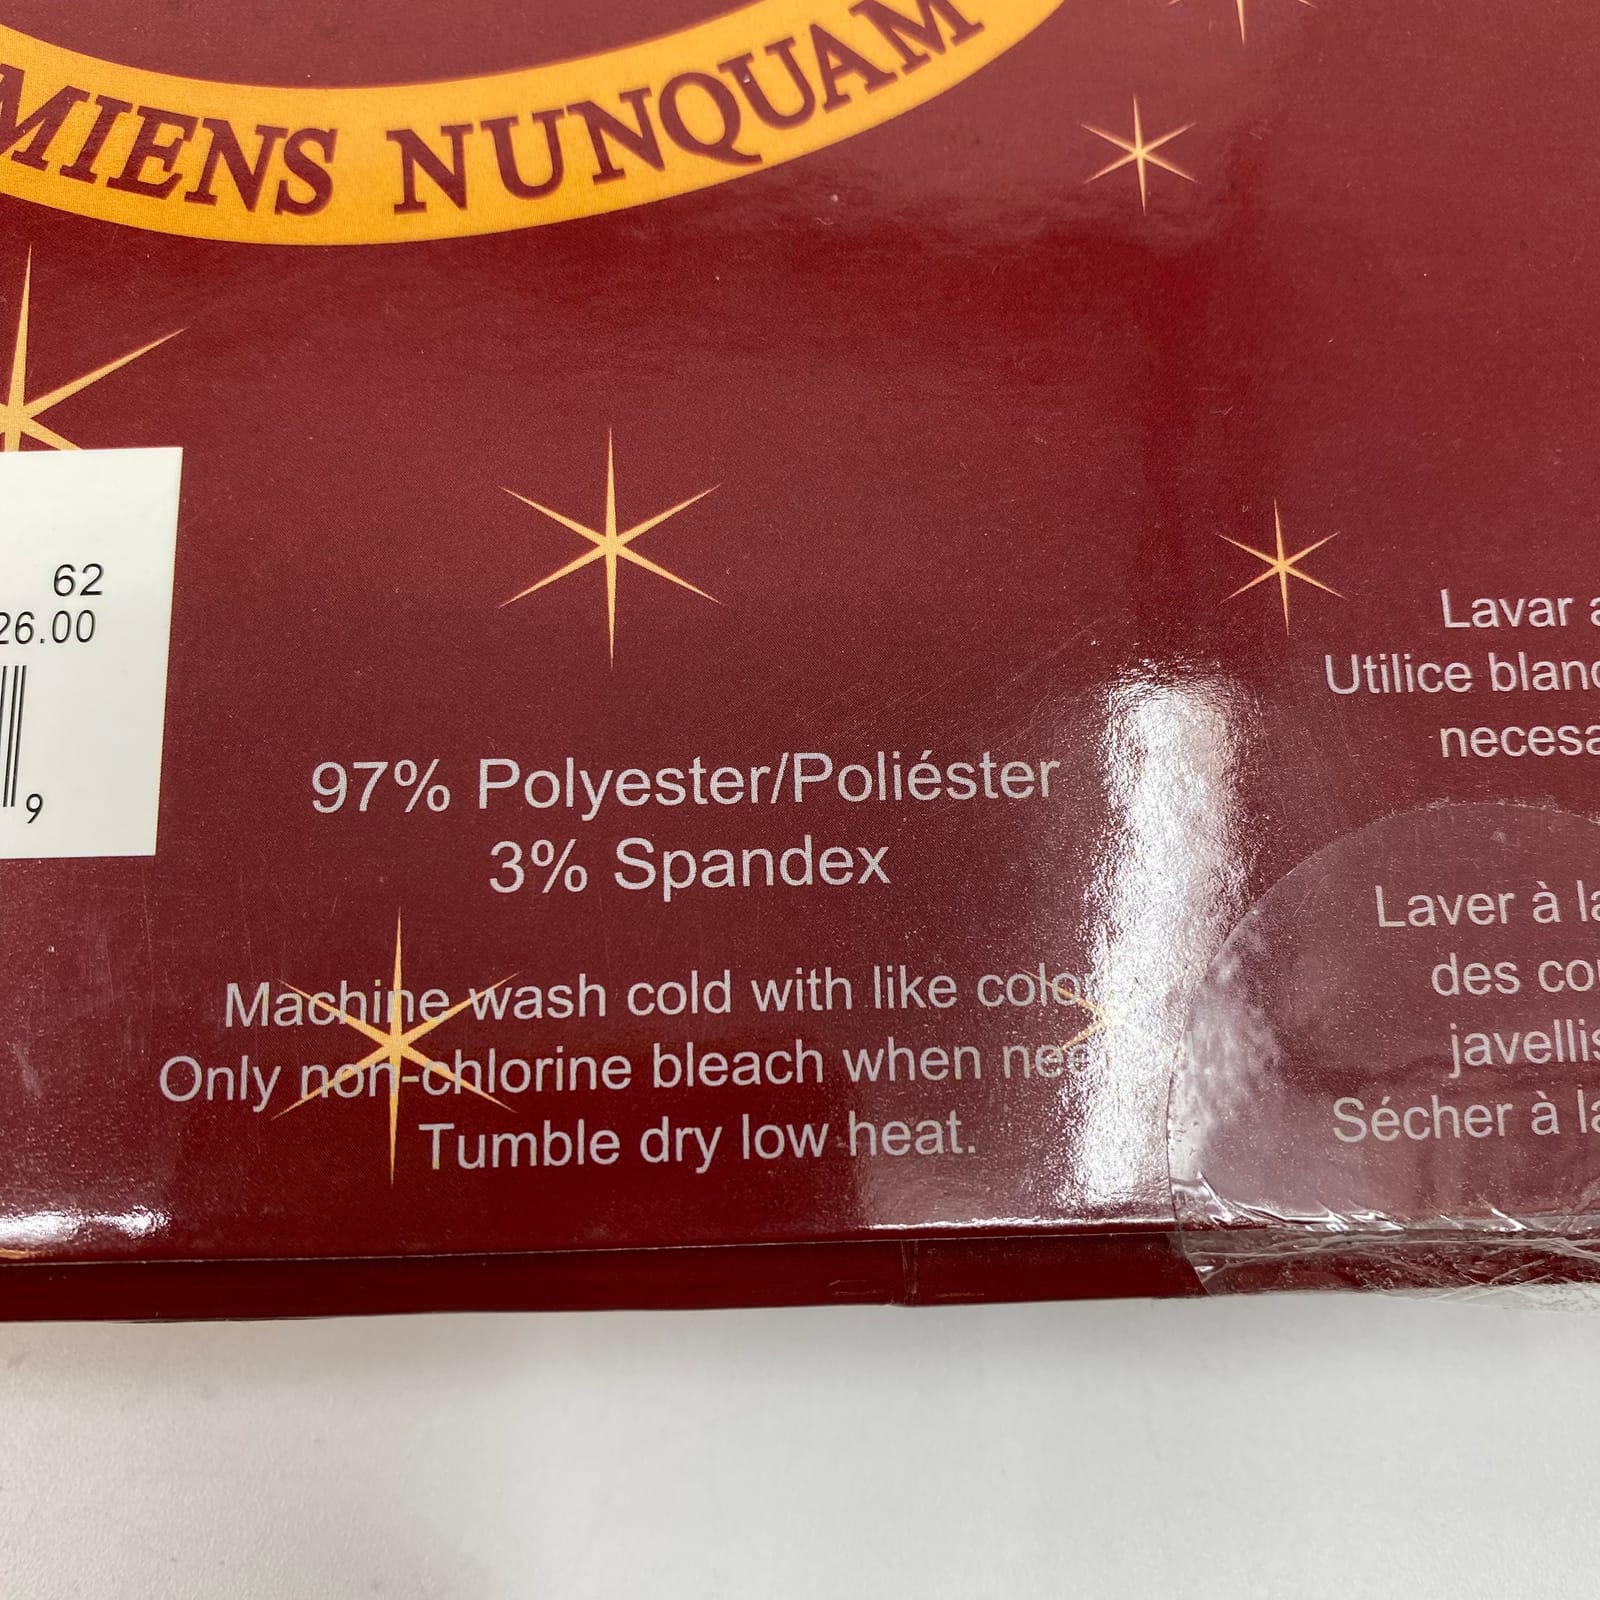 MIENS NUNQUAM
62
26.00
9
97% Polyester/Poliéster
3% Spandex
Machine wash cold with like
Only non-chlorine bleach when
Tumble dry low heat.
Lavar
Utilice
Laver à
des
Sécher à